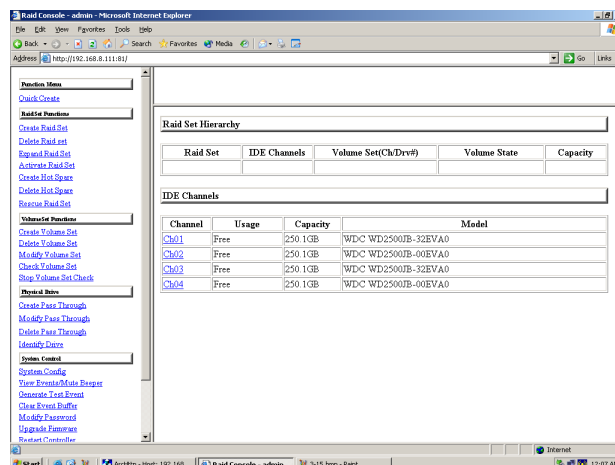 Raid Console - admin - Microsoft Internet Explorer
File Edit View Favorites Tools Help
Back Search Favorites Media
Address http://192.168.8.111:81/ Go Links
Function Menu
Quick Create
RaidSet Functions
Create Raid Set
Delete Raid set
Expand Raid Set
Activate Raid Set
Create Hot Spare
Delete Hot Spare
Rescue Raid Set
VolumeSet Functions
Create Volume Set
Delete Volume Set
Modify Volume Set
Check Volume Set
Stop Volume Set Check
Physical Drive
Create Pass Through
Modify Pass Through
Delete Pass Through
Identify Drive
System Control
System Config
View Events/Mute Beeper
Generate Test Event
Clear Event Buffer
Modify Password
Upgrade Firmware
Restart Controller
Raid Set Hierarchy
Raid Set IDE Channels Volume Set(Ch/Drv#) Volume State Capacity
IDE Channels
Channel Usage Capacity Model
Ch01 Free 250.1GB WDC WD2500JB-32EVA0
Ch02 Free 250.1GB WDC WD2500JB-00EVA0
Ch03 Free 250.1GB WDC WD2500JB-32EVA0
Ch04 Free 250.1GB WDC WD2500JB-00EVA0
Internet
Start ArcHttp - Host: 192.168... Raid Console - admin... 3-15.bmp - Paint